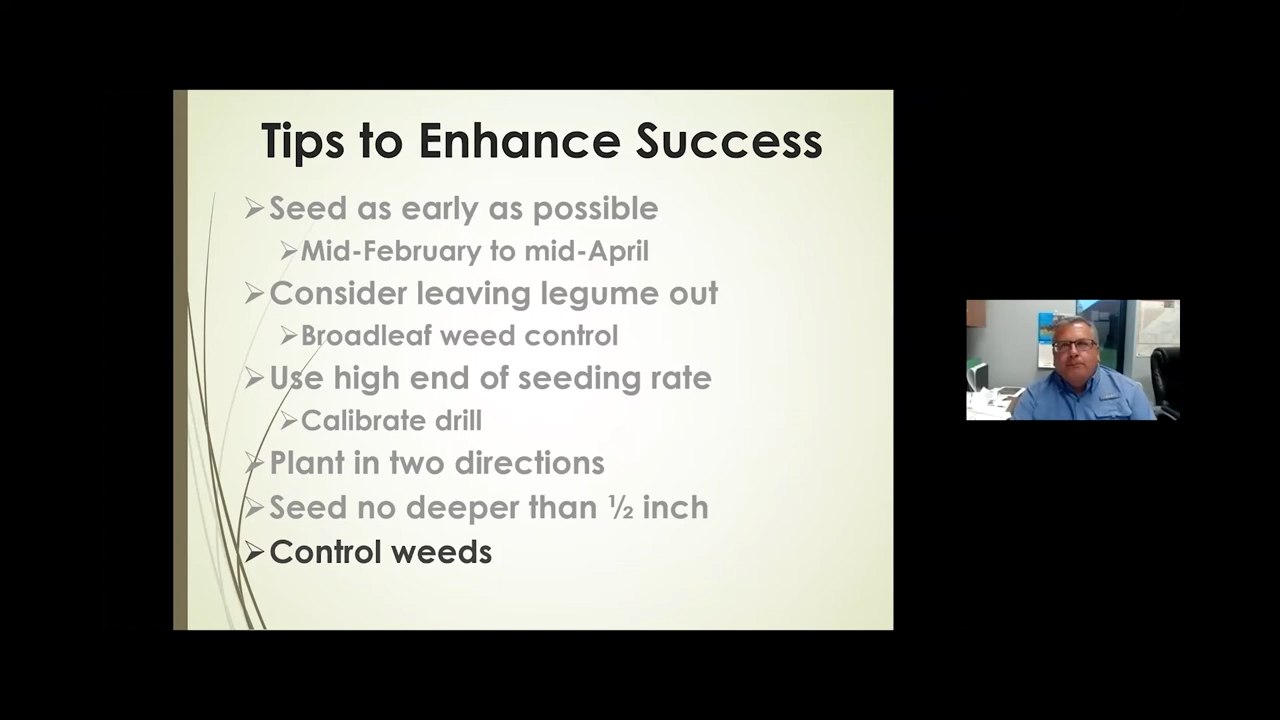 Tips to Enhance Success
Seed as early as possible
Mid-February to mid-April
Consider leaving legume out
Broadleaf weed control
Use high end of seeding rate
Calibrate drill
Plant in two directions
Seed no deeper than ½ inch
Control weeds